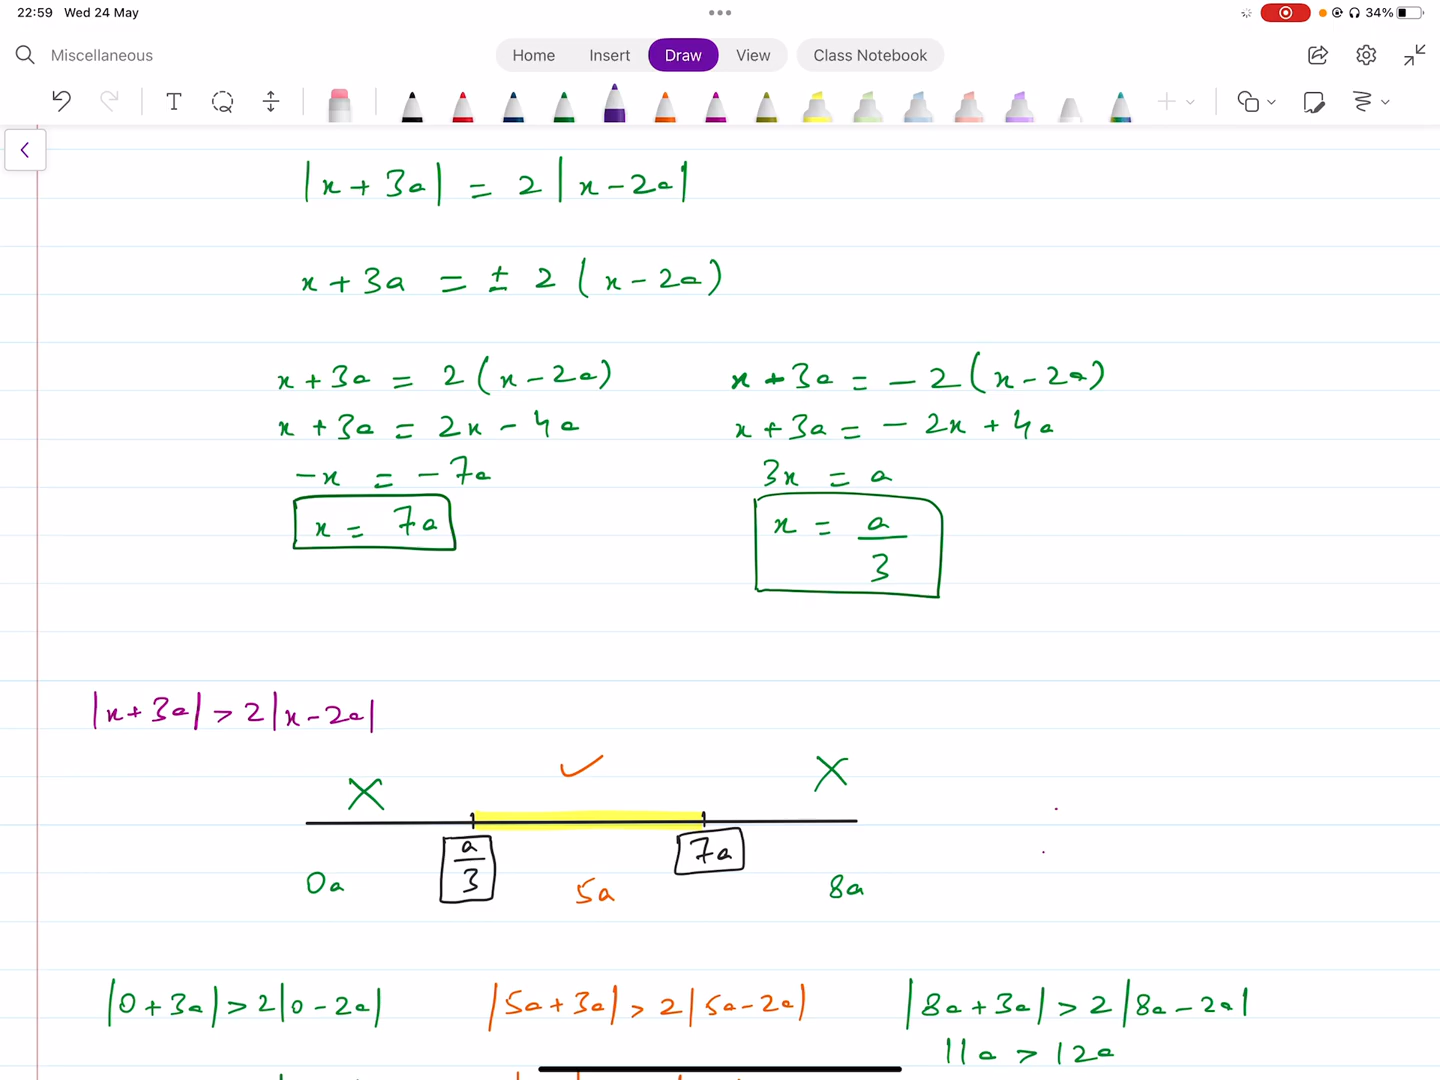 22:59 Wed 24 May
34%
Miscellaneous
Home Insert Draw View Class Notebook
T
|x + 3a| = 2|x - 2a|
x + 3a = ± 2(x - 2a)
x + 3a = 2(x - 2a)
x + 3a = 2x - 4a
-x = -7a
x = 7a
x + 3a = -2(x - 2a)
x + 3a = -2x + 4a
3x = a
x = a/3
|x + 3a| > 2|x - 2a|
X ✓ X
a/3 7a
0a 5a 8a
|0 + 3a| > 2|0 - 2a|
|5a + 3a| > 2|5a - 2a|
|8a + 3a| > 2|8a - 2a|
11a > 12a